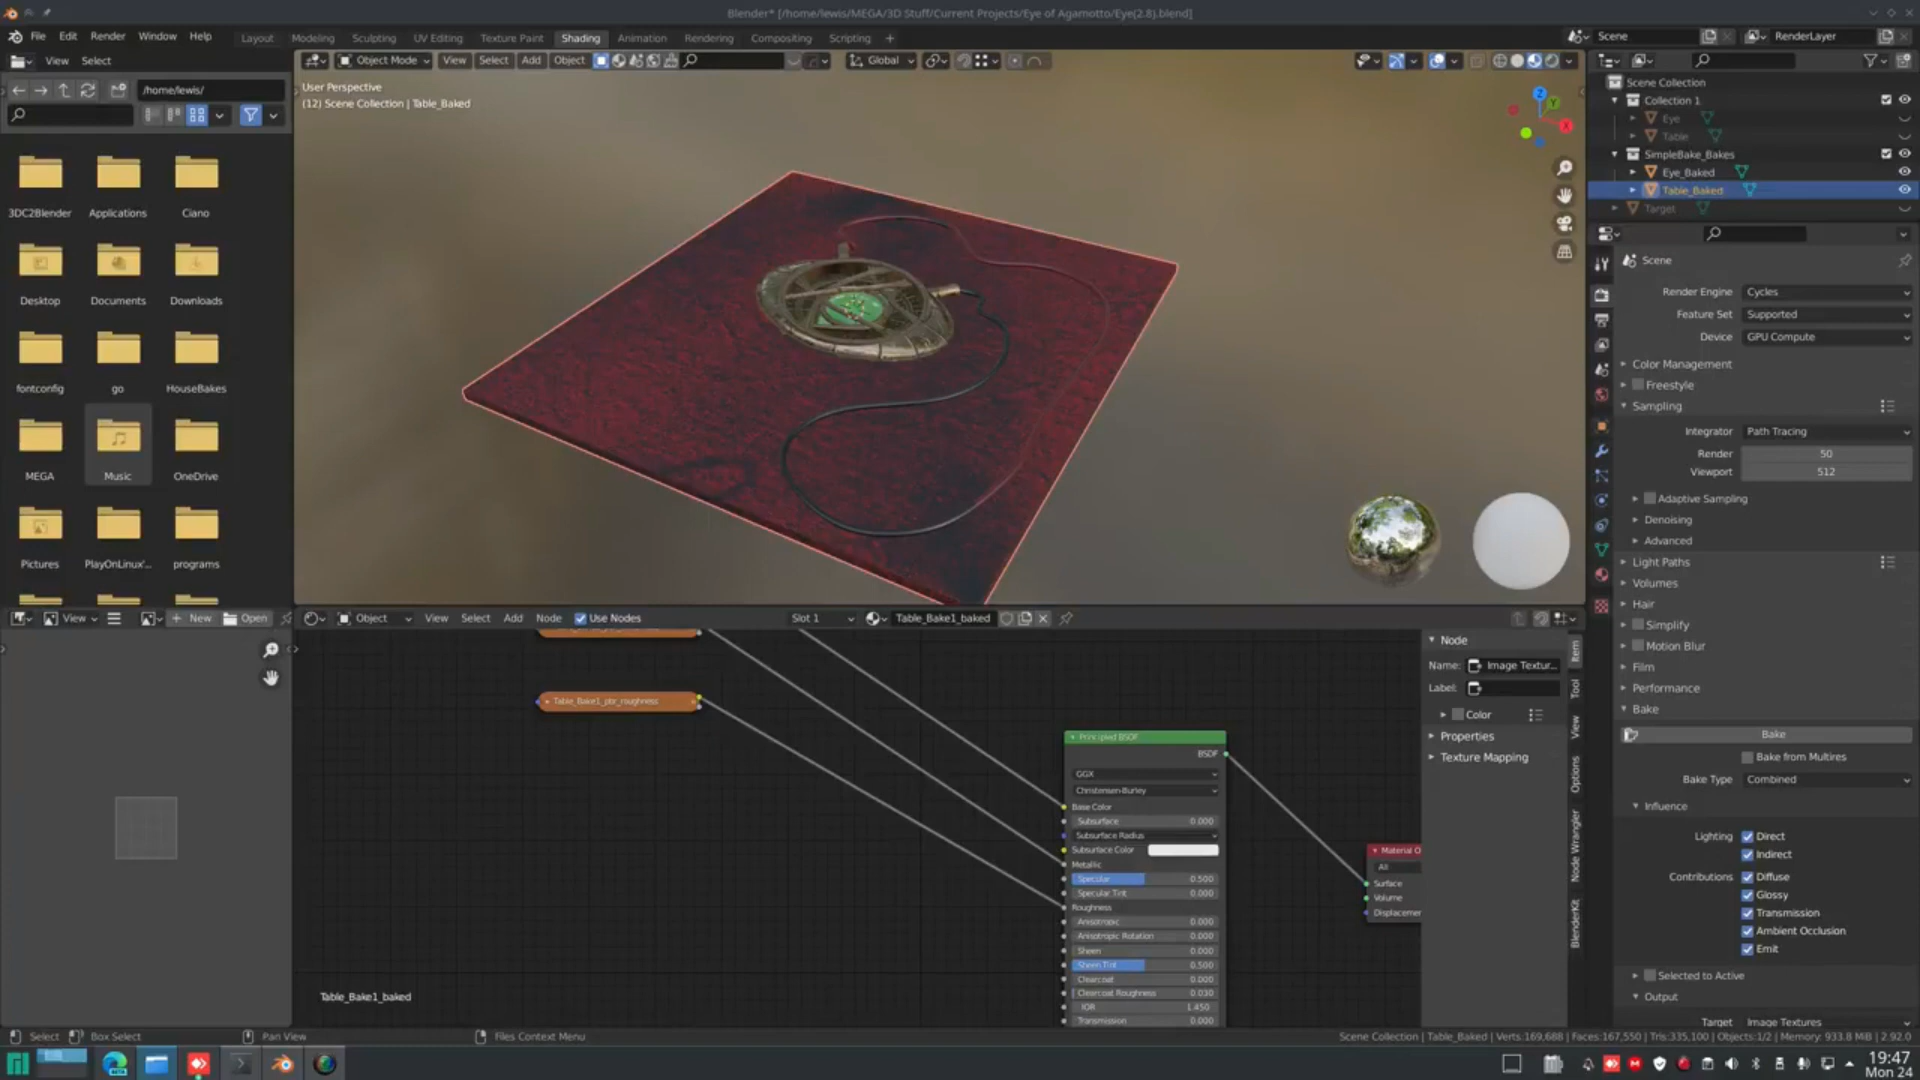 Blender* [/home/lewis/MEGA/3D Stuff/Current Projects/Eye of Agamotto/Eye(2.8).blend]
File Edit Render Window Help
Layout Modeling Sculpting UV Editing Texture Paint Shading Animation Rendering Compositing Scripting +
Scene
RenderLayer
View Select
/home/lewis/
3DC2Blender Applications Ciano
Desktop Documents Downloads
fontconfig go HouseBakes
MEGA Music OneDrive
Pictures PlayOnLinux'... programs
Object Mode View Select Add Object
Global
User Perspective
(12) Scene Collection | Table_Baked
Z
Y
X
Scene Collection
Collection 1
Eye
Table
SimpleBake_Bakes
Eye_Baked
Table_Baked
Target
Scene
Render Engine Cycles
Feature Set Supported
Device GPU Compute
Color Management
Freestyle
Sampling
Integrator Path Tracing
Render 50
Viewport 512
Adaptive Sampling
Denoising
Advanced
Light Paths
Volumes
Hair
Simplify
Motion Blur
Film
Performance
Bake
Bake
Bake from Multires
Bake Type Combined
Influence
Lighting Direct
Indirect
Contributions Diffuse
Glossy
Transmission
Ambient Occlusion
Emit
Selected to Active
Output
Target Image Textures
View
+ New Open
Object View Select Add Node Use Nodes Slot 1 Table_Bake1_baked
Table_Bake1_pbr_roughness
Principled BSDF
BSDF
GGX
Christensen-Burley
Base Color
Subsurface 0.000
Subsurface Radius
Subsurface Color
Metallic
Specular 0.500
Specular Tint 0.000
Roughness
Anisotropic 0.000
Anisotropic Rotation 0.000
Sheen 0.000
Sheen Tint 0.500
Clearcoat 0.000
Clearcoat Roughness 0.030
IOR 1.450
Transmission 0.000
Material O
All
Surface
Volume
Displacemen
Node
Name: Image Textur...
Label:
Color
Properties
Texture Mapping
Item
Tool
View
Options
Node Wrangler
BlenderKit
Table_Bake1_baked
Select Box Select Pan View Files Context Menu
Scene Collection | Table_Baked | Verts:169,688 | Faces:167,550 | Tris:335,100 | Objects:1/2 | Memory: 933.8 MiB | 2.92.0
19:47
Mon 24